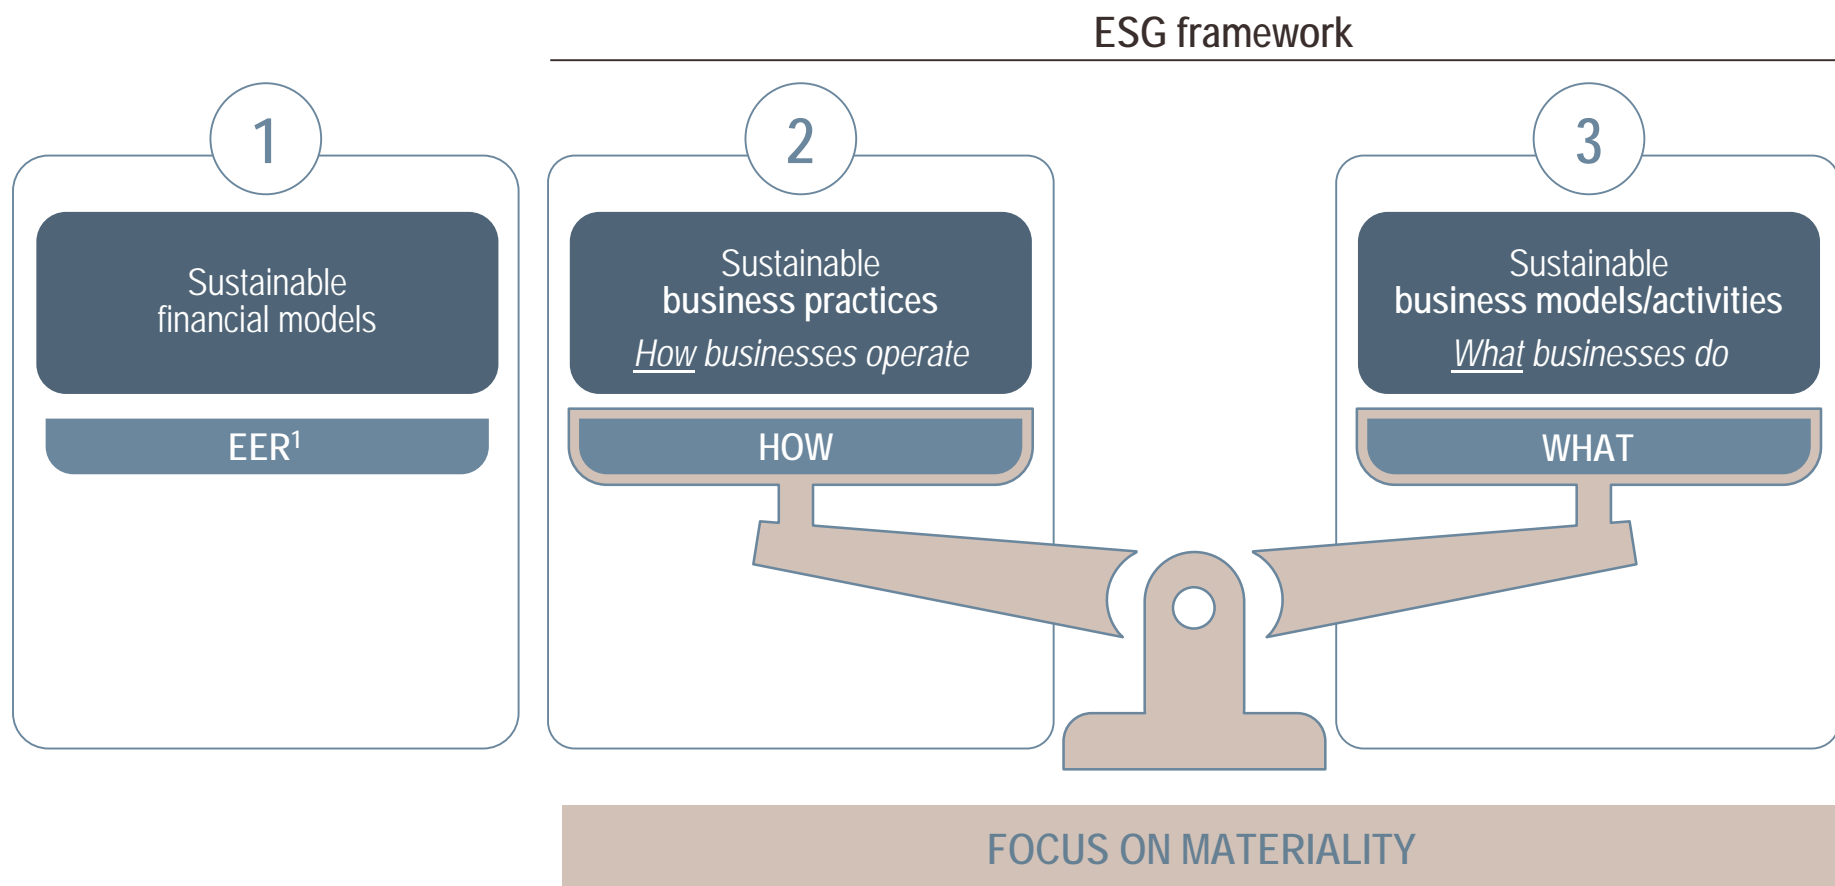 ESG framework
1
Sustainable
financial models
EER¹
2
Sustainable
business practices
How businesses operate
HOW
3
Sustainable
business models/activities
What businesses do
WHAT
FOCUS ON MATERIALITY